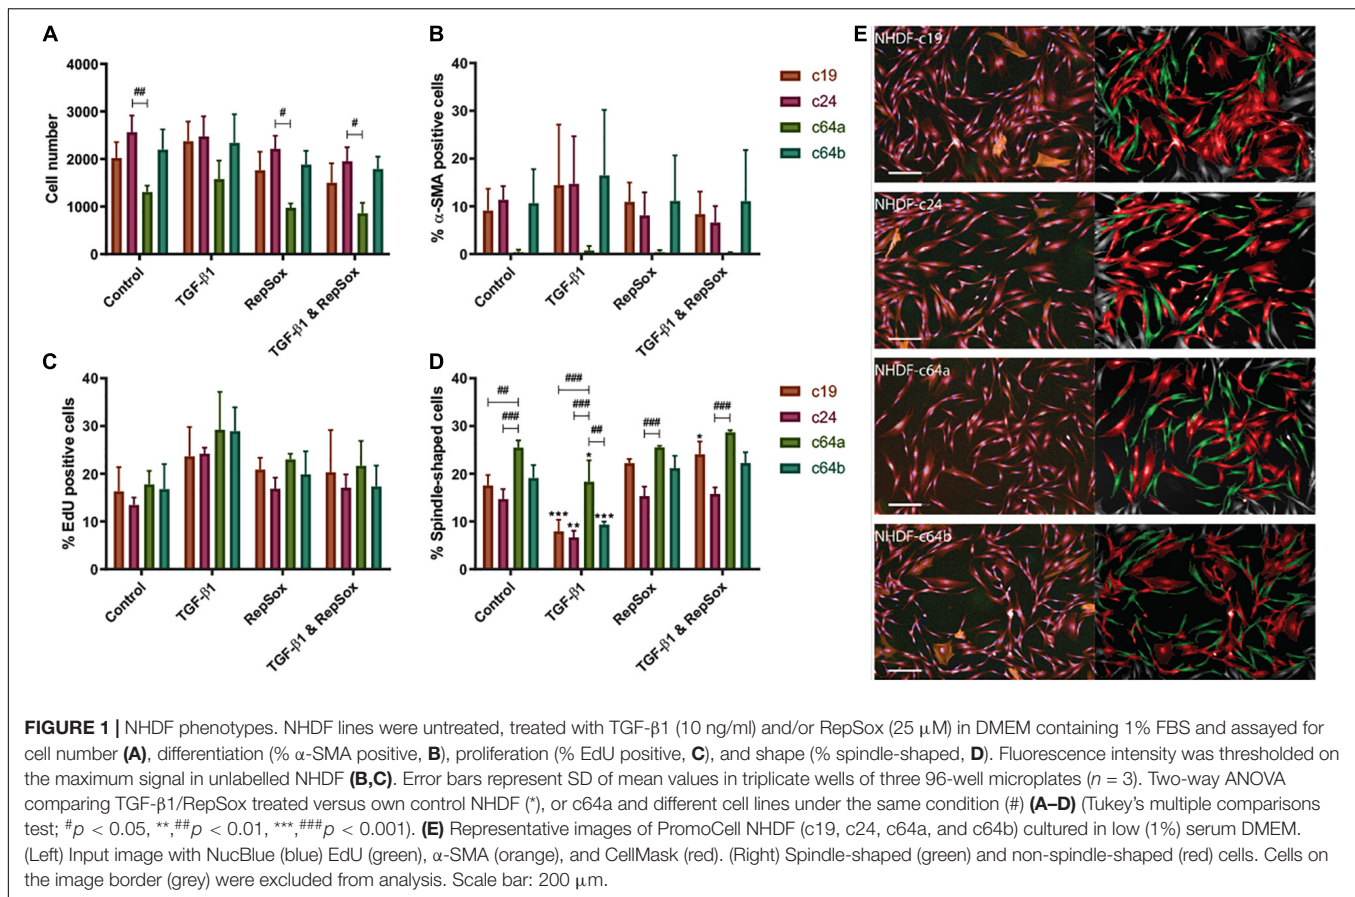 A
Cell number
4000
3000
2000
1000
0
##
#
#
Control
TGF-β1
RepSox
TGF-β1 & RepSox
B
% α-SMA positive cells
40
30
20
10
0
Control
TGF-β1
RepSox
TGF-β1 & RepSox
c19
c24
c64a
c64b
C
% EdU positive cells
40
30
20
10
0
Control
TGF-β1
RepSox
TGF-β1 & RepSox
D
% Spindle-shaped cells
40
30
20
10
0
##
###
###
###
##
###
###
***
**
*
***
*
Control
TGF-β1
RepSox
TGF-β1 & RepSox
c19
c24
c64a
c64b
E
NHDF-c19
NHDF-c24
NHDF-c64a
NHDF-c64b
FIGURE 1 | NHDF phenotypes. NHDF lines were untreated, treated with TGF-β1 (10 ng/ml) and/or RepSox (25 μM) in DMEM containing 1% FBS and assayed for
cell number (A), differentiation (% α-SMA positive, B), proliferation (% EdU positive, C), and shape (% spindle-shaped, D). Fluorescence intensity was thresholded on
the maximum signal in unlabelled NHDF (B,C). Error bars represent SD of mean values in triplicate wells of three 96-well microplates (n = 3). Two-way ANOVA
comparing TGF-β1/RepSox treated versus own control NHDF (*), or c64a and different cell lines under the same condition (#) (A–D) (Tukey's multiple comparisons
test; #p < 0.05, **,##p < 0.01, ***,###p < 0.001). (E) Representative images of PromoCell NHDF (c19, c24, c64a, and c64b) cultured in low (1%) serum DMEM.
(Left) Input image with NucBlue (blue) EdU (green), α-SMA (orange), and CellMask (red). (Right) Spindle-shaped (green) and non-spindle-shaped (red) cells. Cells on
the image border (grey) were excluded from analysis. Scale bar: 200 μm.